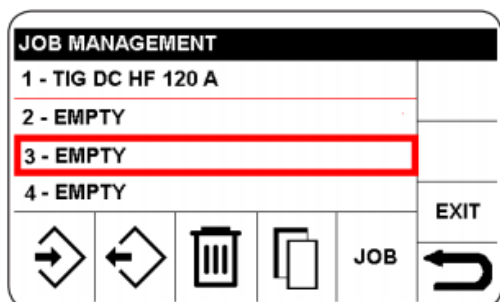 JOB MANAGEMENT
1 - TIG DC HF 120 A
2 - EMPTY
3 - EMPTY
4 - EMPTY
EXIT
JOB